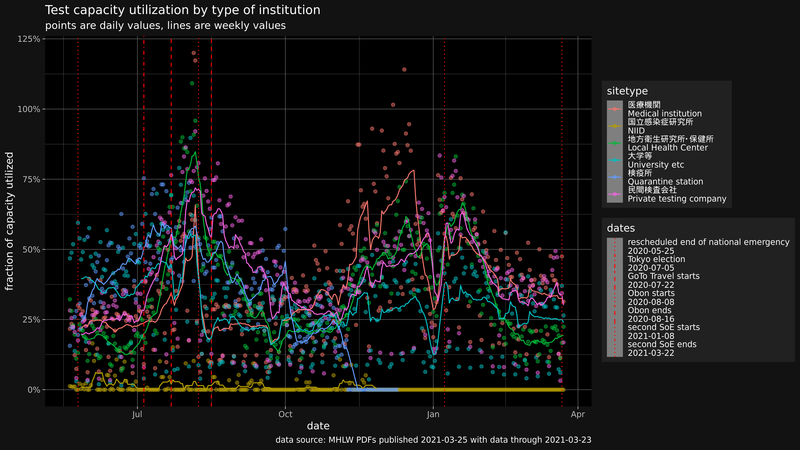 Test capacity utilization by type of institution
points are daily values, lines are weekly values
125%
100%
75%
50%
25%
0%
fraction of capacity utilized
Jul
Oct
Jan
Apr
date
data source: MHLW PDFs published 2021-03-25 with data through 2021-03-23
sitetype
医療機関
Medical institution
国立感染症研究所
NIID
地方衛生研究所・保健所
Local Health Center
大学等
University etc
検疫所
Quarantine station
民間検査会社
Private testing company
dates
rescheduled end of national emergency
2020-05-25
Tokyo election
2020-07-05
GoTo Travel starts
2020-07-22
Obon starts
2020-08-08
Obon ends
2020-08-16
second SoE starts
2021-01-08
second SoE ends
2021-03-22